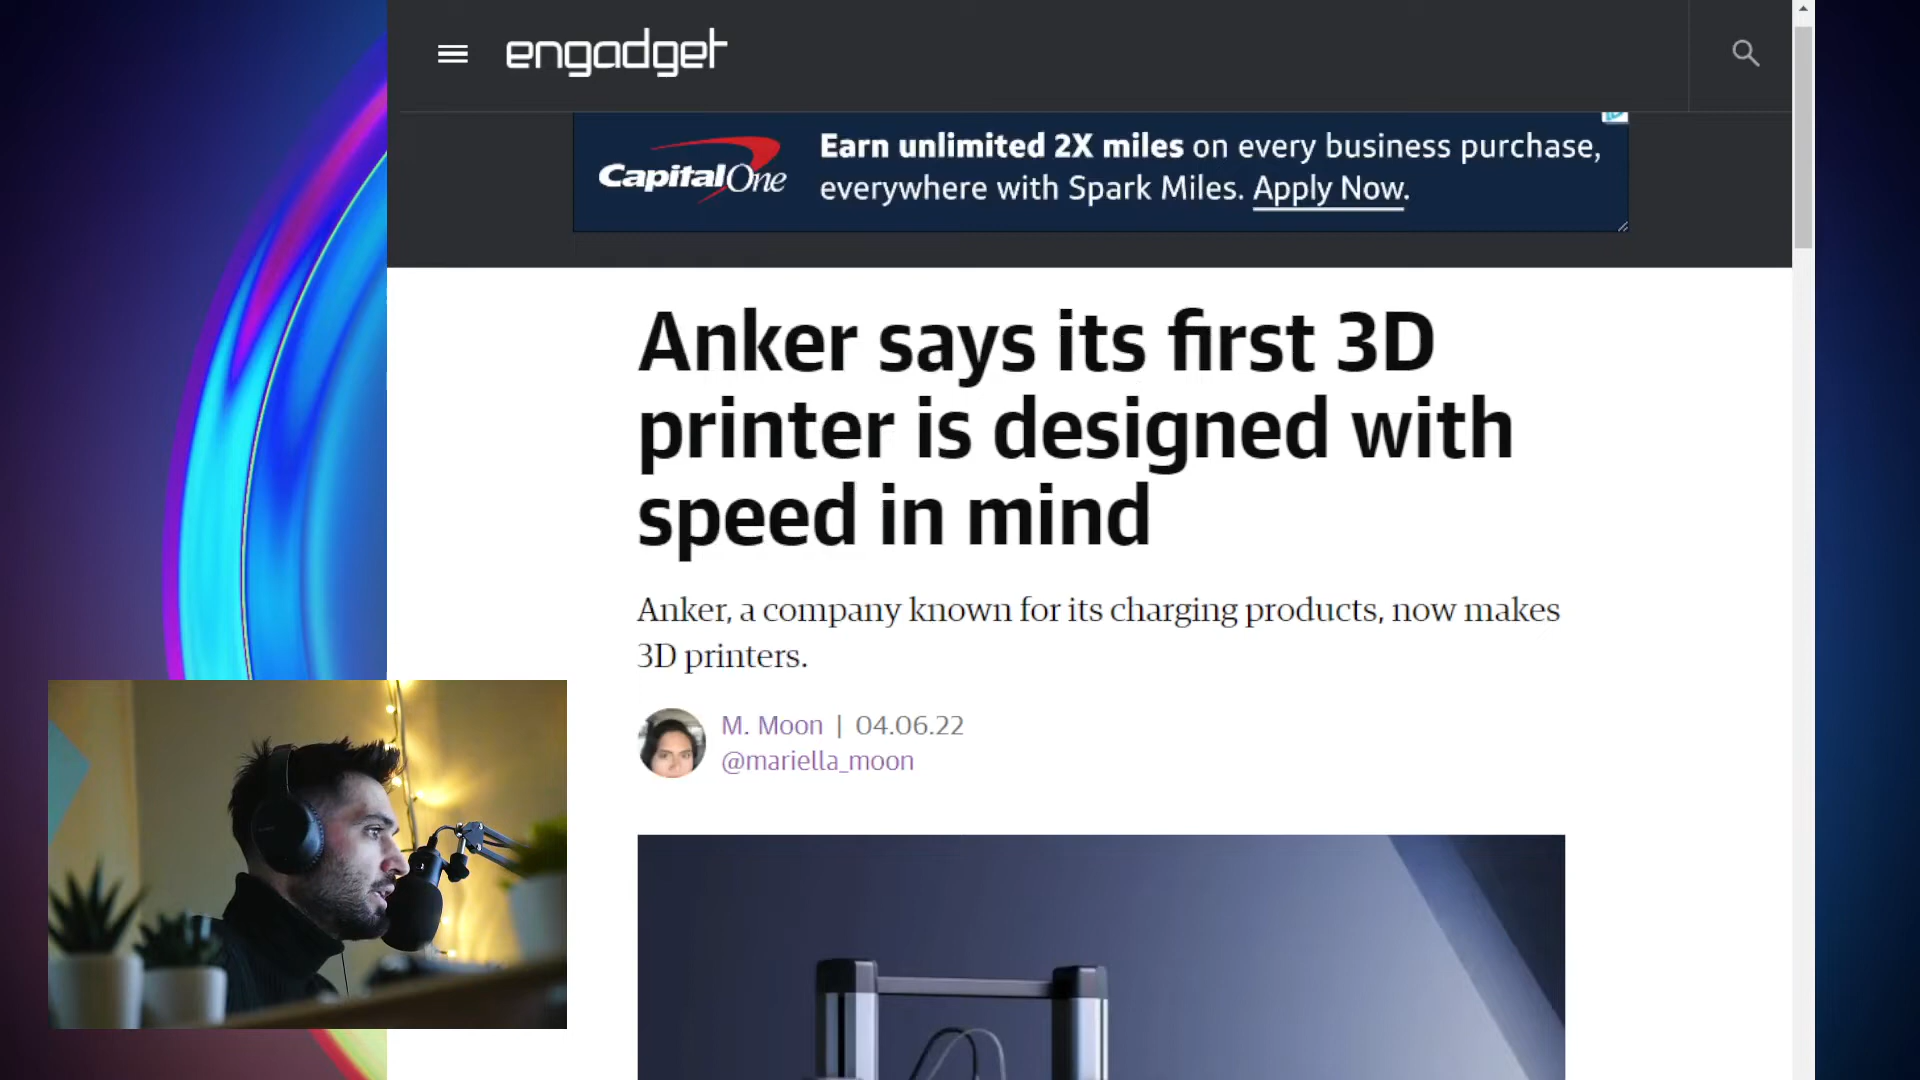 engadget
CapitalOne
Earn unlimited 2X miles on every business purchase,
everywhere with Spark Miles. Apply Now.
Anker says its first 3D
printer is designed with
speed in mind
Anker, a company known for its charging products, now makes
3D printers.
M. Moon | 04.06.22
@mariella_moon